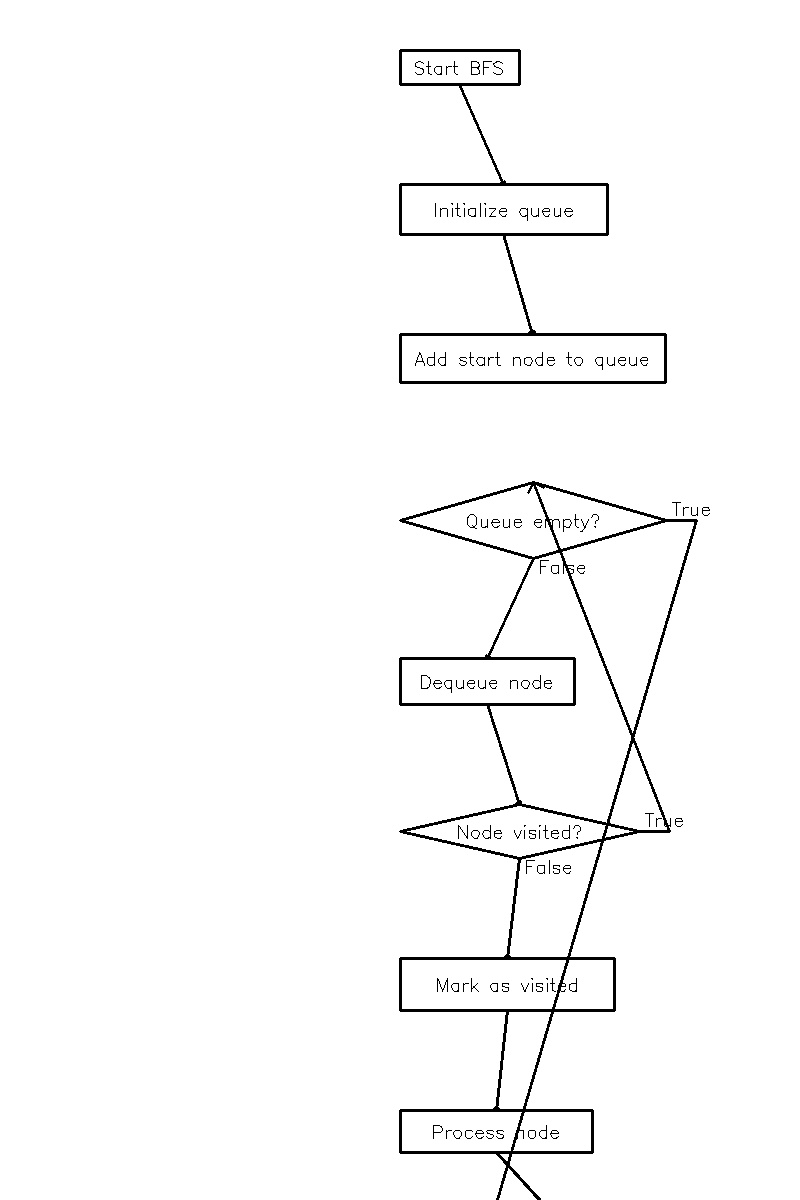 Start BFS
Initialize queue
Add start node to queue
True
Queue empty?
False
Dequeue node
True
Node visited?
False
Mark as visited
Process node